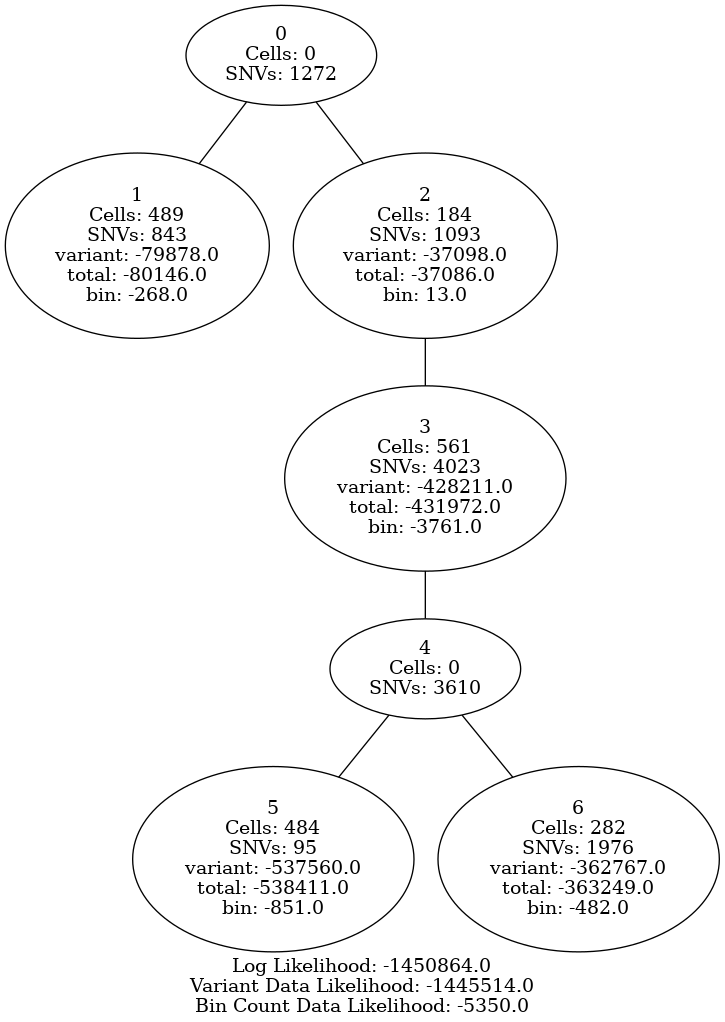 0
Cells: 0
SNVs: 1272
1
Cells: 489
SNVs: 843
variant: -79878.0
total: -80146.0
bin: -268.0
2
Cells: 184
SNVs: 1093
variant: -37098.0
total: -37086.0
bin: 13.0
3
Cells: 561
SNVs: 4023
variant: -428211.0
total: -431972.0
bin: -3761.0
4
Cells: 0
SNVs: 3610
5
Cells: 484
SNVs: 95
variant: -537560.0
total: -538411.0
bin: -851.0
6
Cells: 282
SNVs: 1976
variant: -362767.0
total: -363249.0
bin: -482.0
Log Likelihood: -1450864.0
Variant Data Likelihood: -1445514.0
Bin Count Data Likelihood: -5350.0